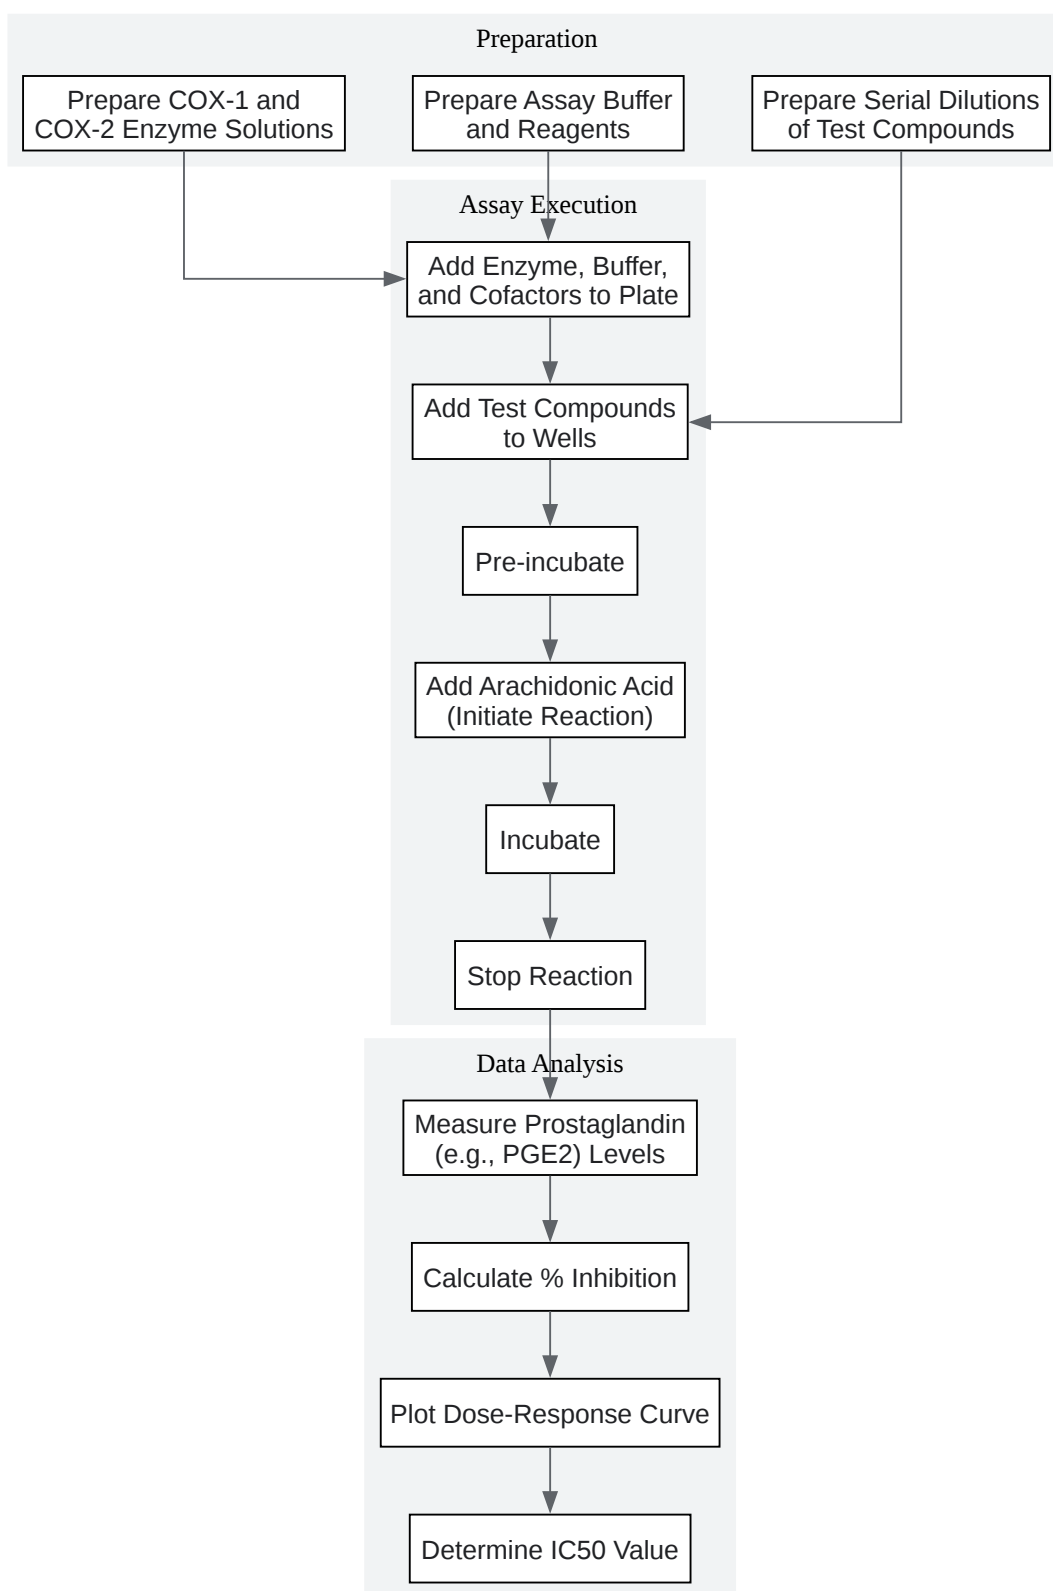 Preparation
Prepare COX-1 and
COX-2 Enzyme Solutions
Prepare Assay Buffer
and Reagents
Prepare Serial Dilutions
of Test Compounds
Assay Execution
Add Enzyme, Buffer,
and Cofactors to Plate
Add Test Compounds
to Wells
Pre-incubate
Add Arachidonic Acid
(Initiate Reaction)
Incubate
Stop Reaction
Data Analysis
Measure Prostaglandin
(e.g., PGE2) Levels
Calculate % Inhibition
Plot Dose-Response Curve
Determine IC50 Value